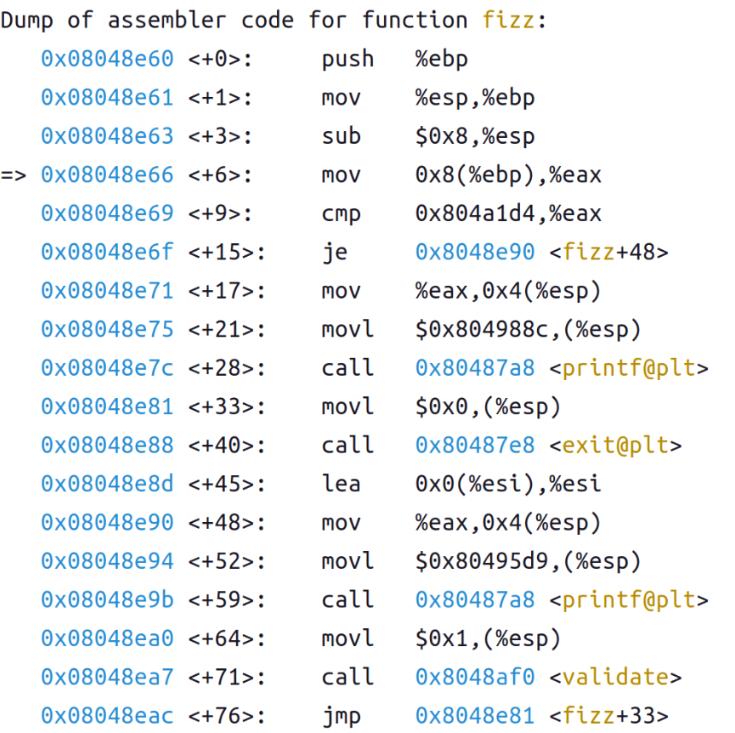 Dump of assembler code for function fizz:
   0x08048e60 <+0>:	push   %ebp
   0x08048e61 <+1>:	mov    %esp,%ebp
   0x08048e63 <+3>:	sub    $0x8,%esp
=> 0x08048e66 <+6>:	mov    0x8(%ebp),%eax
   0x08048e69 <+9>:	cmp    0x804a1d4,%eax
   0x08048e6f <+15>:	je     0x8048e90 <fizz+48>
   0x08048e71 <+17>:	mov    %eax,0x4(%esp)
   0x08048e75 <+21>:	movl   $0x804988c,(%esp)
   0x08048e7c <+28>:	call   0x80487a8 <printf@plt>
   0x08048e81 <+33>:	movl   $0x0,(%esp)
   0x08048e88 <+40>:	call   0x80487e8 <exit@plt>
   0x08048e8d <+45>:	lea    0x0(%esi),%esi
   0x08048e90 <+48>:	mov    %eax,0x4(%esp)
   0x08048e94 <+52>:	movl   $0x80495d9,(%esp)
   0x08048e9b <+59>:	call   0x80487a8 <printf@plt>
   0x08048ea0 <+64>:	movl   $0x1,(%esp)
   0x08048ea7 <+71>:	call   0x8048af0 <validate>
   0x08048eac <+76>:	jmp    0x8048e81 <fizz+33>